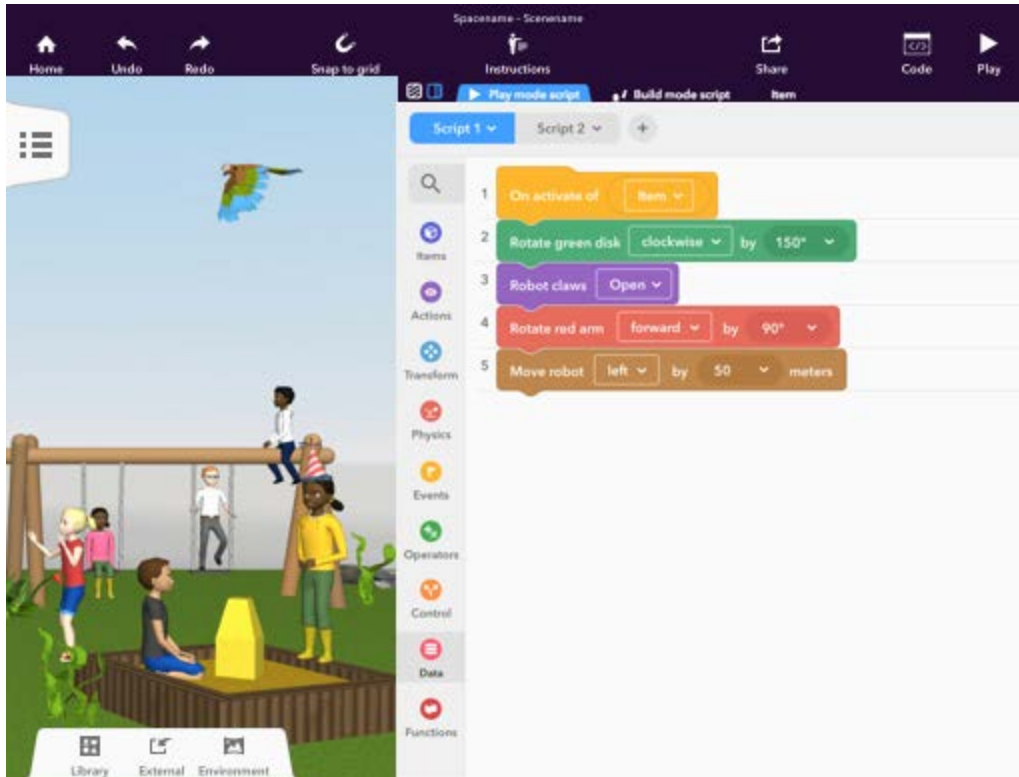 Spacename - Scenename
Home Undo Redo Snap to grid Instructions Share Code Play
Play mode script Build mode script Item
Script 1 Script 2 +
1 On activate of Item
2 Rotate green disk clockwise by 150°
3 Robot claws Open
4 Rotate red arm forward by 90°
5 Move robot left by 50 meters
Items
Actions
Transform
Physics
Events
Operators
Control
Data
Functions
Library External Environment